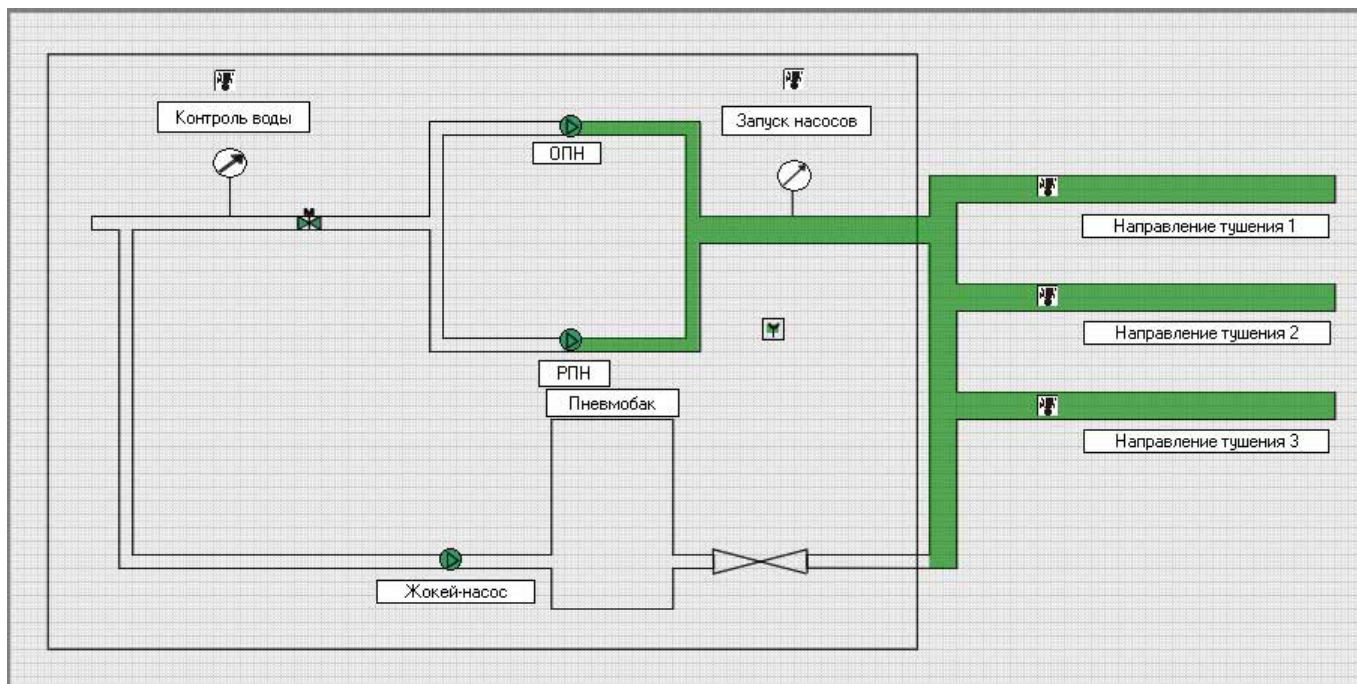 Контроль воды
Запуск насосов
ОПН
М
Направление тушения 1
Направление тушения 2
РПН
Пневмобак
Направление тушения 3
Жокей-насос